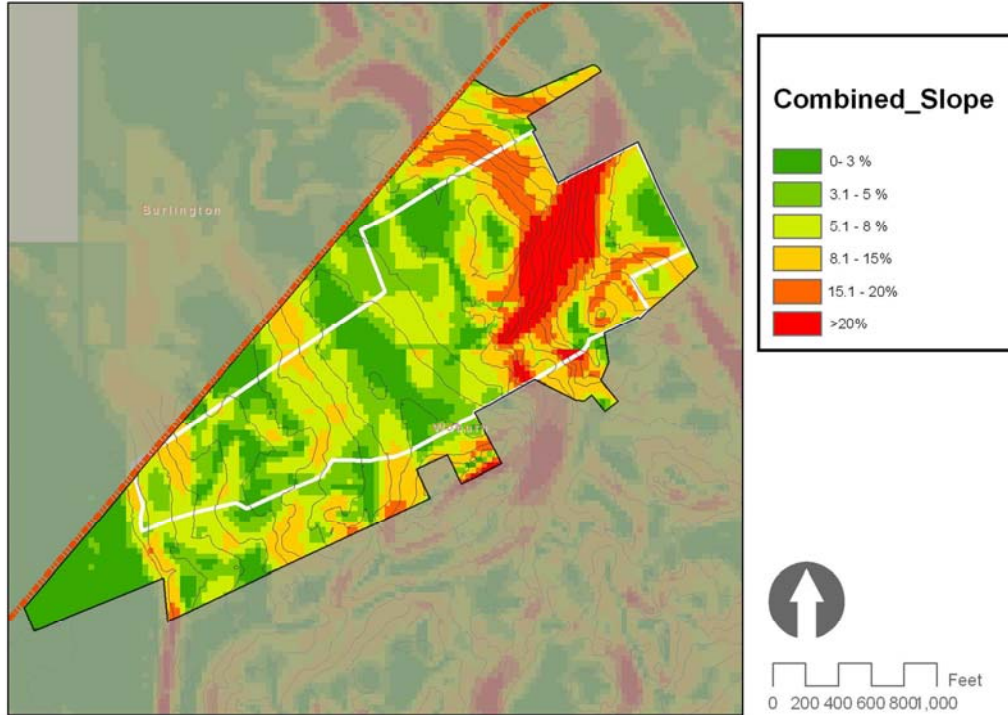 Combined_Slope
0- 3 %
3.1 - 5 %
5.1 - 8 %
8.1 - 15%
15.1 - 20%
>20%
Burlington
Woburn
Feet
0 200 400 600 8001,000